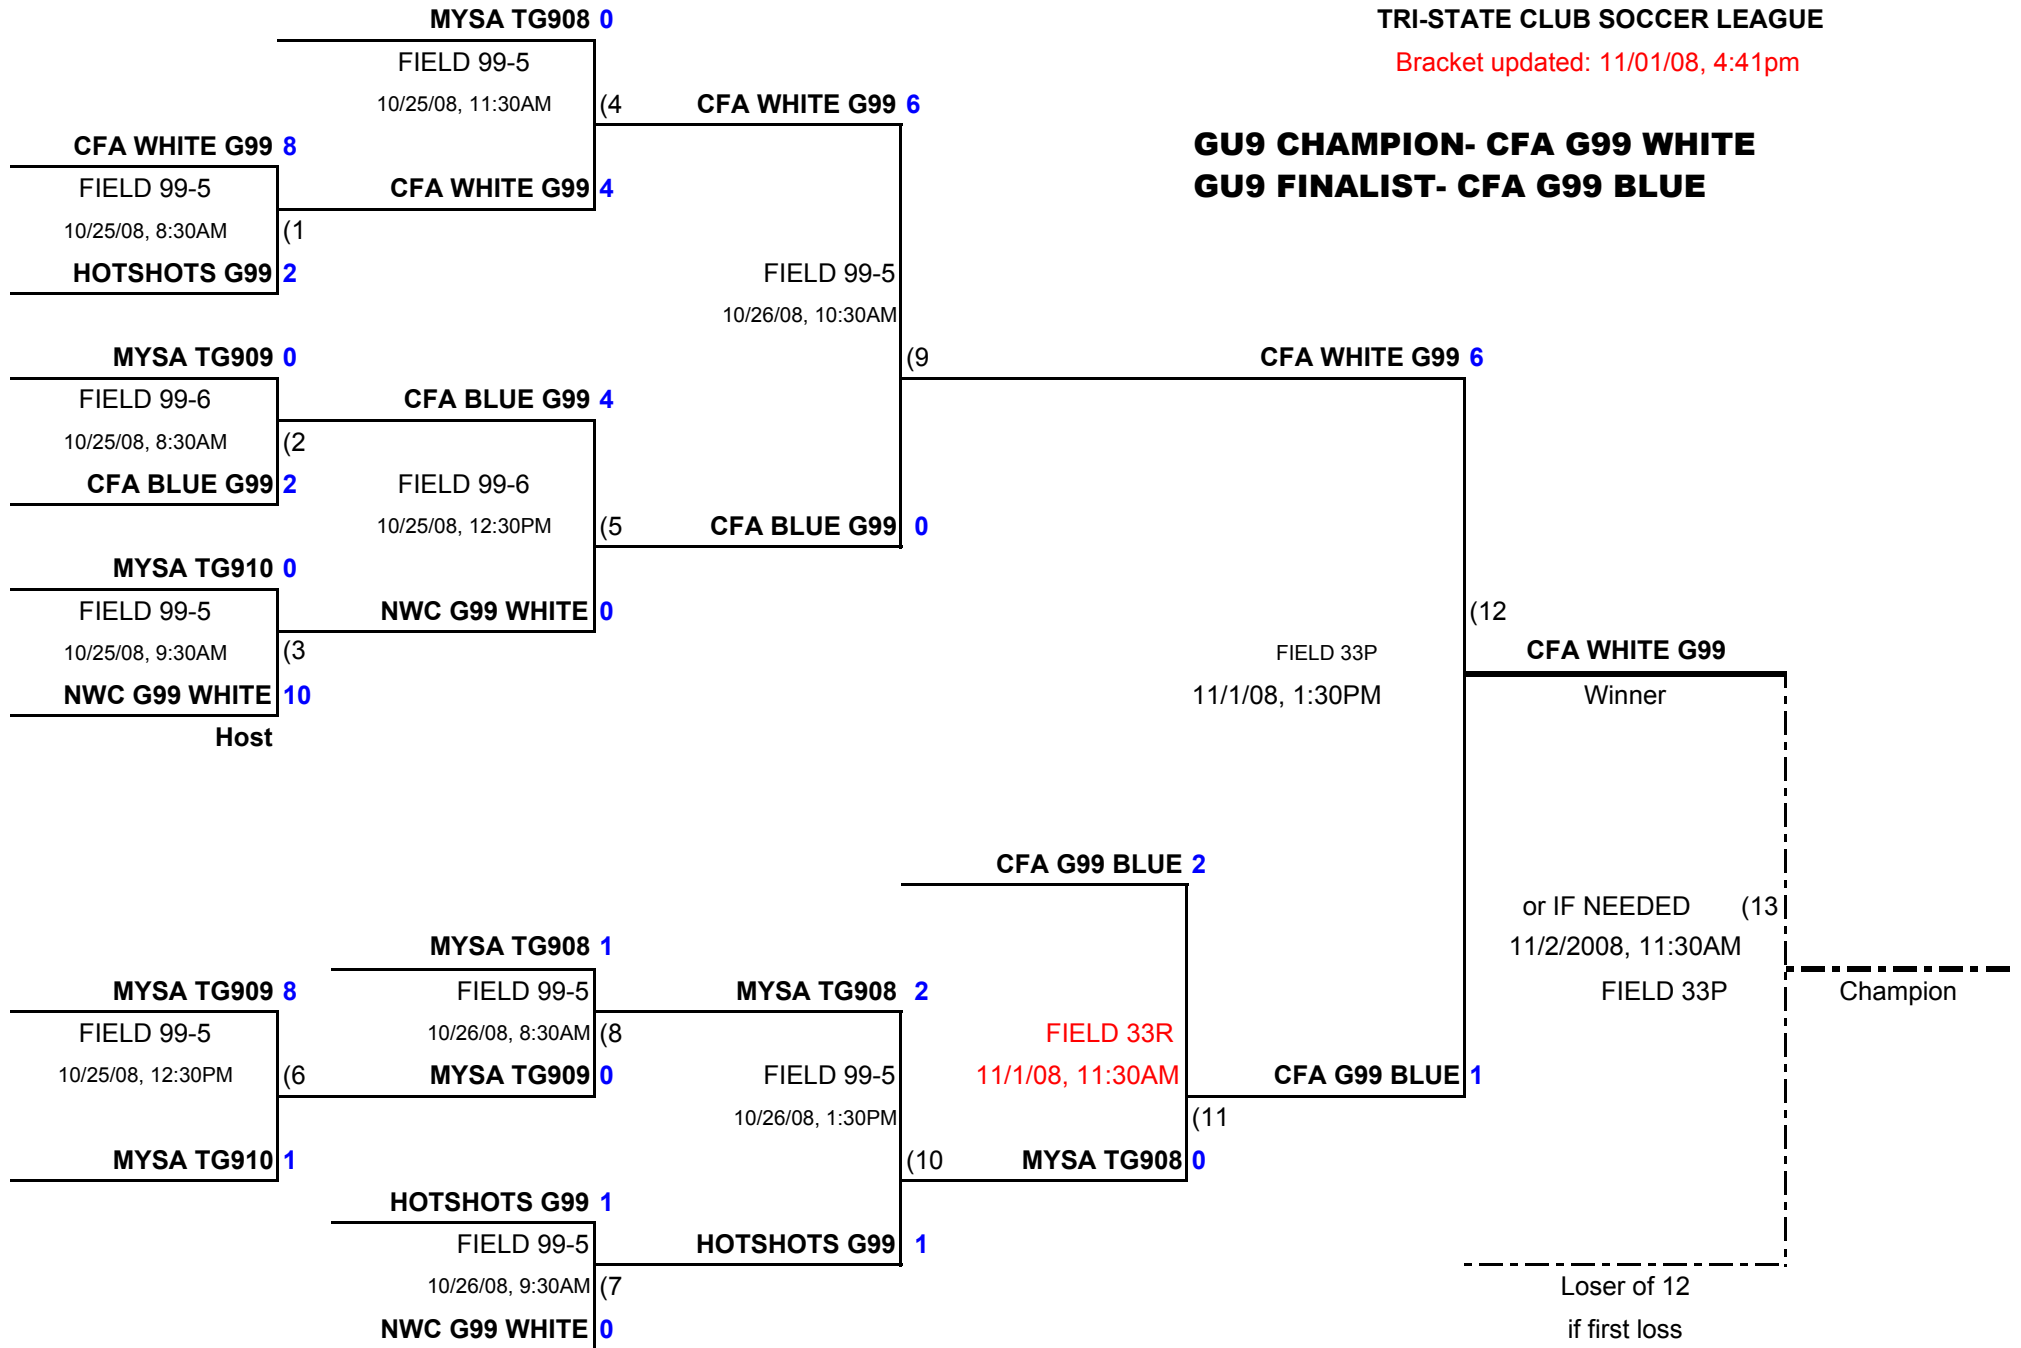 MYSA TG908 0
TRI-STATE CLUB SOCCER LEAGUE
FIELD 99-5
Bracket updated: 11/01/08, 4:41pm
10/25/08, 11:30AM (4 CFA WHITE G99 6
CFA WHITE G99 8
GU9 CHAMPION- CFA G99 WHITE
FIELD 99-5 CFA WHITE G99 4
GU9 FINALIST- CFA G99 BLUE
10/25/08, 8:30AM (1
HOTSHOTS G99 2 FIELD 99-5
10/26/08, 10:30AM
MYSA TG909 0 (9 CFA WHITE G99 6
FIELD 99-6 CFA BLUE G99 4
10/25/08, 8:30AM (2
CFA BLUE G99 2 FIELD 99-6
10/25/08, 12:30PM (5 CFA BLUE G99 0
MYSA TG910 0
FIELD 99-5 NWC G99 WHITE 0 (12
10/25/08, 9:30AM (3 FIELD 33P CFA WHITE G99
NWC G99 WHITE 10 11/1/08, 1:30PM Winner
Host
CFA G99 BLUE 2
or IF NEEDED (13
MYSA TG908 1 11/2/2008, 11:30AM
MYSA TG909 8 FIELD 99-5 MYSA TG908 2 FIELD 33P Champion
FIELD 99-5 10/26/08, 8:30AM (8 FIELD 33R
10/25/08, 12:30PM (6 MYSA TG909 0 FIELD 99-5 11/1/08, 11:30AM CFA G99 BLUE 1
10/26/08, 1:30PM (11
MYSA TG910 1 (10 MYSA TG908 0
HOTSHOTS G99 1
FIELD 99-5 HOTSHOTS G99 1
10/26/08, 9:30AM (7 Loser of 12
NWC G99 WHITE 0 if first loss